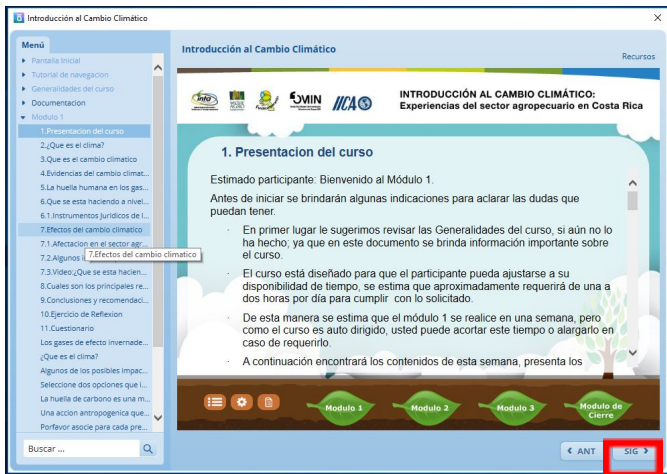 Introducción al Cambio Climático
Menú
Pantalla Inicial
Tutorial de navegacion
Generalidades del curso
Documentacion
Modulo 1
1.Presentacion del curso
2.¿Que es el clima?
3.Que es el cambio climatico
4.Evidencias del cambio climat...
5.La huella humana en los gas...
6.Que se esta haciendo a nivel...
6.1.Instrumentos Jurídicos de l...
7.Efectos del cambio climatico
7.1.Afectacion en el sector agr...
7.2.Algunos i
7.Efectos del cambio climatico
7.3.Video:¿Que se esta hacien...
8.Cuales son los principales re...
9.Conclusiones y recomendaci...
10.Ejercicio de Reflexion
11.Cuestionario
Los gases de efecto invernade...
¿Que es el clima?
Algunos de los posibles impac...
Seleccione dos opciones que i...
La huella de carbono es una m...
Una accion antropogenica que...
Porfavor asocie para cada pre...
Buscar ...
Introducción al Cambio Climático
Recursos
inta
IICA
INTRODUCCIÓN AL CAMBIO CLIMÁTICO:
Experiencias del sector agropecuario en Costa Rica
1. Presentacion del curso
Estimado participante: Bienvenido al Módulo 1.
Antes de iniciar se brindarán algunas indicaciones para aclarar las dudas que
puedan tener.
· En primer lugar le sugerimos revisar las Generalidades del curso, si aún no lo
ha hecho; ya que en este documento se brinda información importante sobre
el curso.
· El curso está diseñado para que el participante pueda ajustarse a su
disponibilidad de tiempo, se estima que aproximadamente requerirá de una a
dos horas por día para cumplir con lo solicitado.
· De esta manera se estima que el módulo 1 se realice en una semana, pero
como el curso es auto dirigido, usted puede acortar este tiempo o alargarlo en
caso de requerirlo.
· A continuación encontrará los contenidos de esta semana, presenta los
Modulo 1
Modulo 2
Modulo 3
Modulo de
Cierre
ANT
SIG